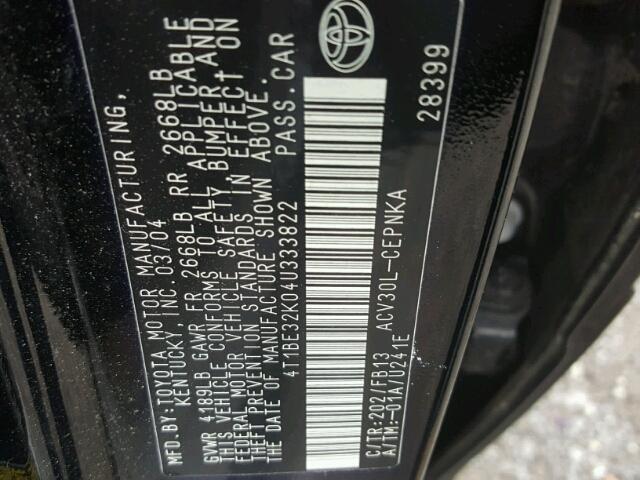 MFD.BY:TOYOTA MOTOR MANUFACTURING,
KENTUCKY, INC. 03/04
GVWR 4189LB GAWR FR 2668LB RR 2668LB
THIS VEHICLE CONFORMS TO ALL APPLICABLE
FEDERAL MOTOR VEHICLE SAFETY, BUMPER, AND
THEFT PREVENTION STANDARDS IN EFFECT ON
THE DATE OF MANUFACTURE SHOWN ABOVE.
4T1BE32K04U333822 PASS.CAR
C/TR:202/FB13 ACV30L-CEPNKA
A/TM:-01A/U241E 28399